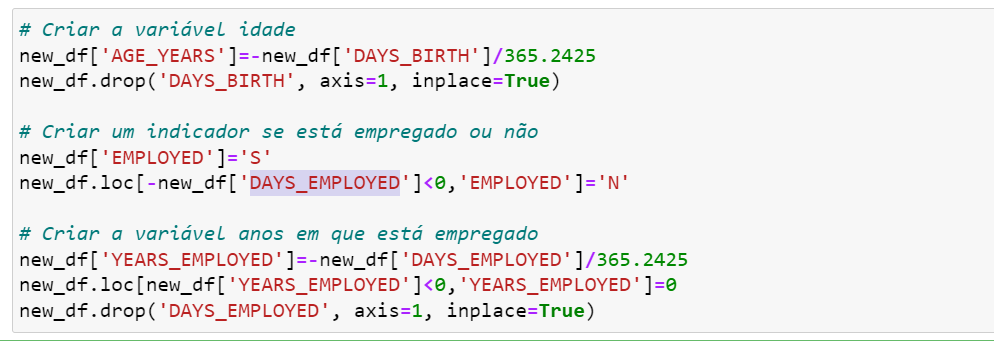 # Criar a variável idade
new_df['AGE_YEARS']=-new_df['DAYS_BIRTH']/365.2425
new_df.drop('DAYS_BIRTH', axis=1, inplace=True)
# Criar um indicador se está empregado ou não
new_df['EMPLOYED']='S'
new_df.loc[-new_df['DAYS_EMPLOYED']<0,'EMPLOYED']='N'
# Criar a variável anos em que está empregado
new_df['YEARS_EMPLOYED']=-new_df['DAYS_EMPLOYED']/365.2425
new_df.loc[new_df['YEARS_EMPLOYED']<0,'YEARS_EMPLOYED']=0
new_df.drop('DAYS_EMPLOYED', axis=1, inplace=True)